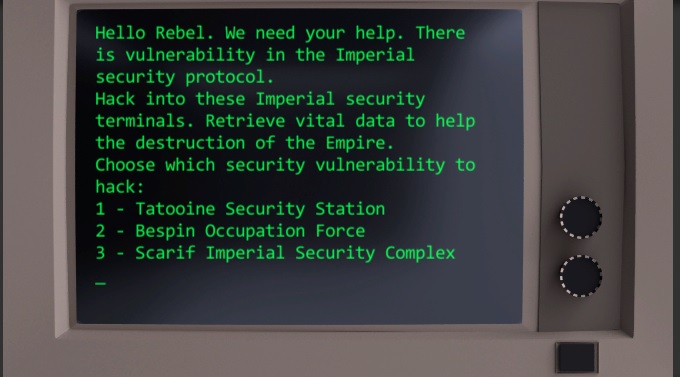 Hello Rebel. We need your help. There
is vulnerability in the Imperial
security protocol.
Hack into these Imperial security
terminals. Retrieve vital data to help
the destruction of the Empire.
Choose which security vulnerability to
hack:
1 - Tatooine Security Station
2 - Bespin Occupation Force
3 - Scarif Imperial Security Complex
_